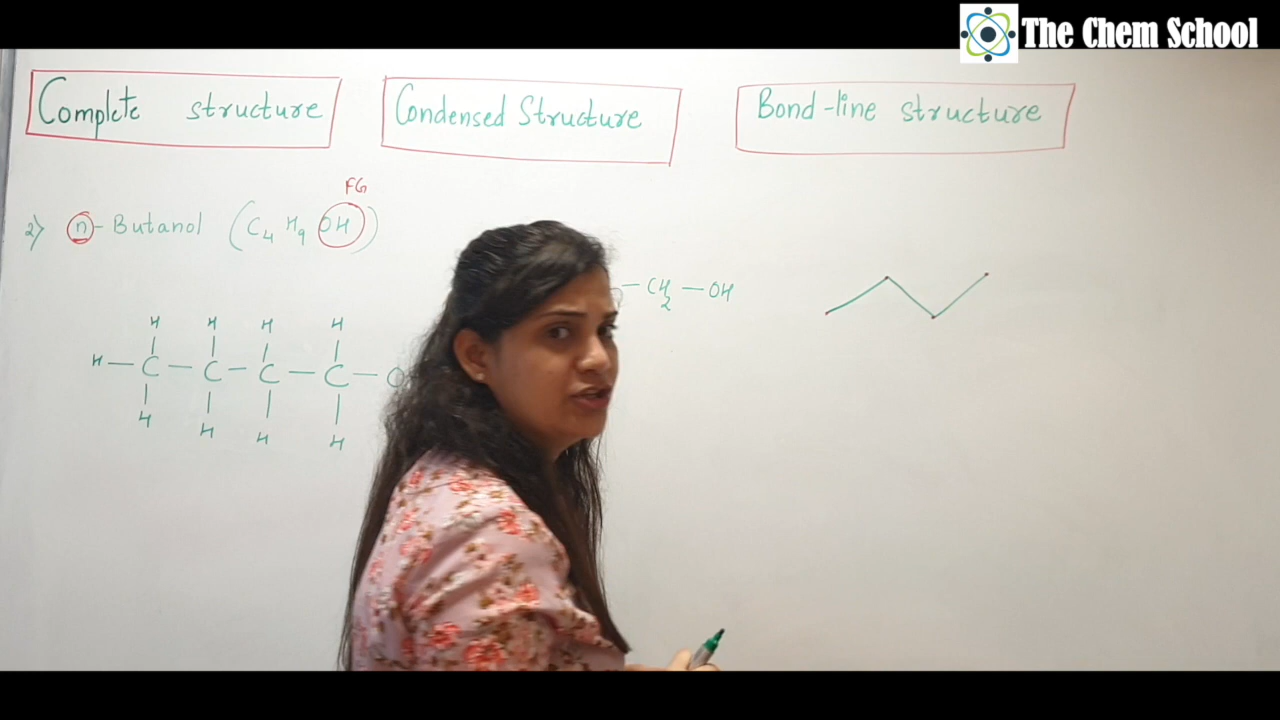 The Chem School
Complete structure
Condensed Structure
Bond-line structure
FG
2) n - Butanol (C4 H9 OH)
— CH2 — OH
H H H H
H — C — C — C — C — O
H H H H